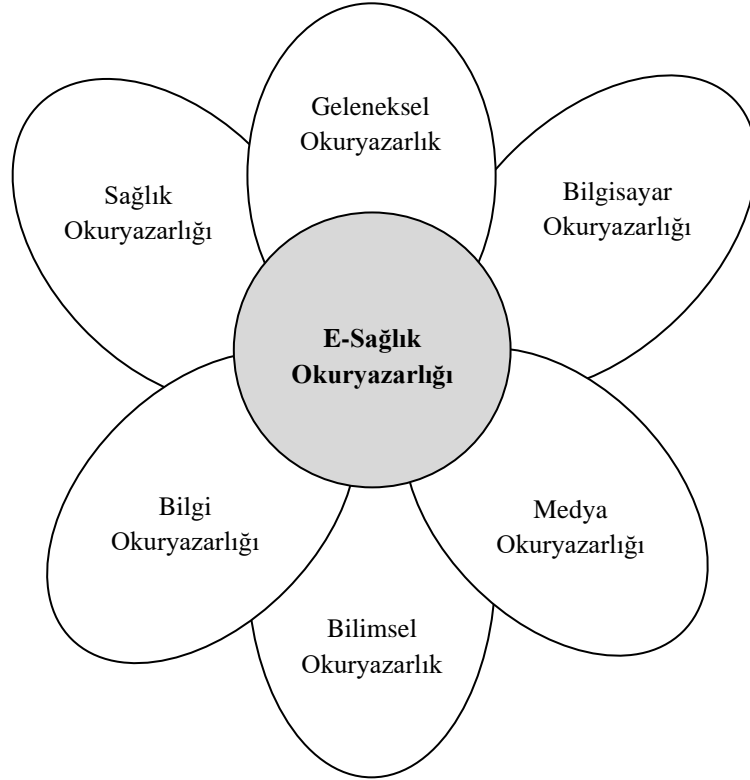 Geleneksel
Okuryazarlık
Sağlık
Okuryazarlığı
Bilgisayar
Okuryazarlığı
E-Sağlık
Okuryazarlığı
Bilgi
Okuryazarlığı
Medya
Okuryazarlığı
Bilimsel
Okuryazarlık